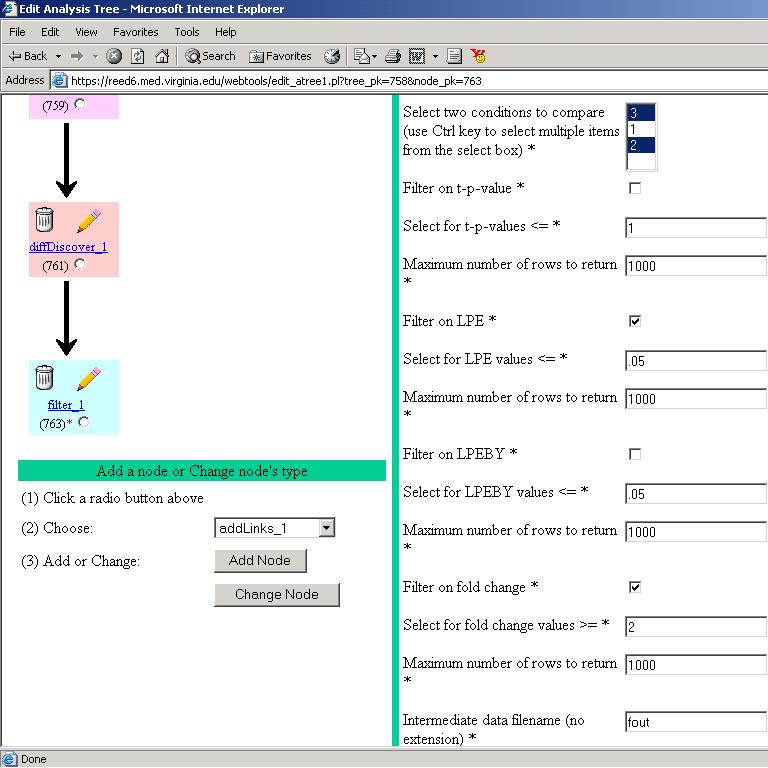 Edit Analysis Tree - Microsoft Internet Explorer
File Edit View Favorites Tools Help
Back Search Favorites
Address https://reed6.med.virginia.edu/webtools/edit_atree1.pl?tree_pk=758&node_pk=763
(759)
diffDiscover_1
(761)
filter_1
(763)*
Add a node or Change node's type
(1) Click a radio button above
(2) Choose: addLinks_1
(3) Add or Change: Add Node
Change Node
Select two conditions to compare
(use Ctrl key to select multiple items
from the select box) *
3
1
2
Filter on t-p-value *
Select for t-p-values <= * 1
Maximum number of rows to return 1000
*
Filter on LPE *
Select for LPE values <= * .05
Maximum number of rows to return 1000
*
Filter on LPEBY *
Select for LPEBY values <= * .05
Maximum number of rows to return 1000
*
Filter on fold change *
Select for fold change values >= * 2
Maximum number of rows to return 1000
*
Intermediate data filename (no fout
extension) *
Done